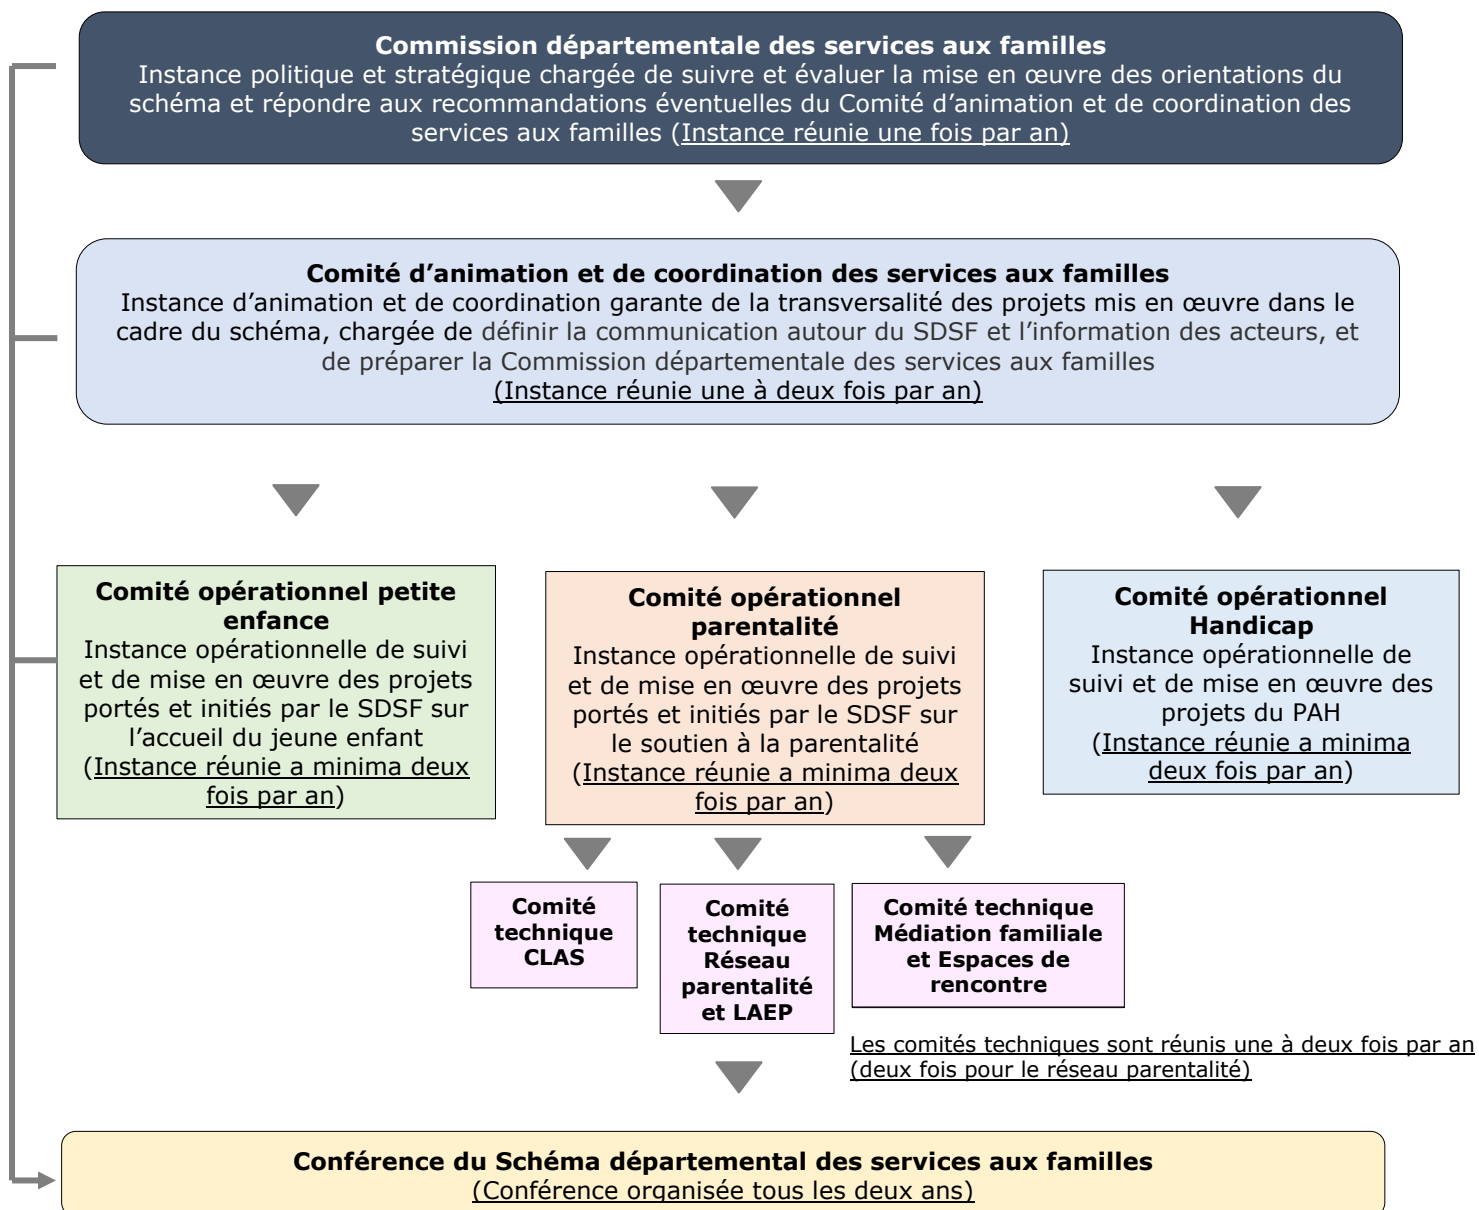 Commission départementale des services aux familles
Instance politique et stratégique chargée de suivre et évaluer la mise en œuvre des orientations du
schéma et répondre aux recommandations éventuelles du Comité d’animation et de coordination des
services aux familles (Instance réunie une fois par an)
Comité d’animation et de coordination des services aux familles
Instance d’animation et de coordination garante de la transversalité des projets mis en œuvre dans le
cadre du schéma, chargée de définir la communication autour du SDSF et l’information des acteurs, et
de préparer la Commission départementale des services aux familles
(Instance réunie une à deux fois par an)
Comité opérationnel petite
enfance
Instance opérationnelle de suivi
et de mise en œuvre des projets
portés et initiés par le SDSF sur
l’accueil du jeune enfant
(Instance réunie a minima deux
fois par an)
Comité opérationnel
parentalité
Instance opérationnelle de suivi
et de mise en œuvre des projets
portés et initiés par le SDSF sur
le soutien à la parentalité
(Instance réunie a minima deux
fois par an)
Comité opérationnel
Handicap
Instance opérationnelle de
suivi et de mise en œuvre des
projets du PAH
(Instance réunie a minima
deux fois par an)
Comité
technique
CLAS
Comité
technique
Réseau
parentalité
et LAEP
Comité technique
Médiation familiale
et Espaces de
rencontre
Les comités techniques sont réunis une à deux fois par an
(deux fois pour le réseau parentalité)
Conférence du Schéma départemental des services aux familles
(Conférence organisée tous les deux ans)